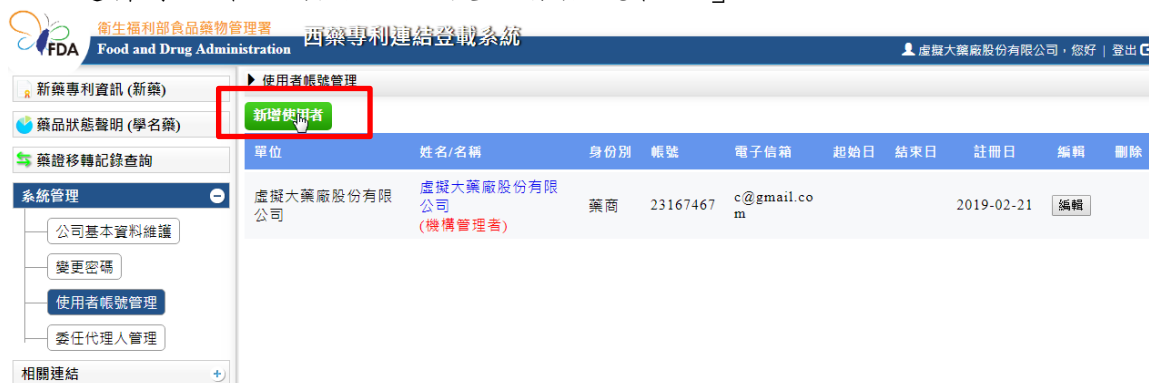 衛生福利部食品藥物管理署
FDA
Food and Drug Administration
西藥專利連結登載系統
虛擬大藥廠股份有限公司，您好 | 登出
新藥專利資訊 (新藥)
藥品狀態聲明 (學名藥)
藥證移轉記錄查詢
系統管理
公司基本資料維護
變更密碼
使用者帳號管理
委任代理人管理
相關連結
使用者帳號管理
新增使用者
單位 姓名/名稱 身份別 帳號 電子信箱 起始日 結束日 註冊日 編輯 刪除
虛擬大藥廠股份有限
公司
虛擬大藥廠股份有限
公司
(機構管理者)
藥商
23167467
c@gmail.co
m
2019-02-21
編輯